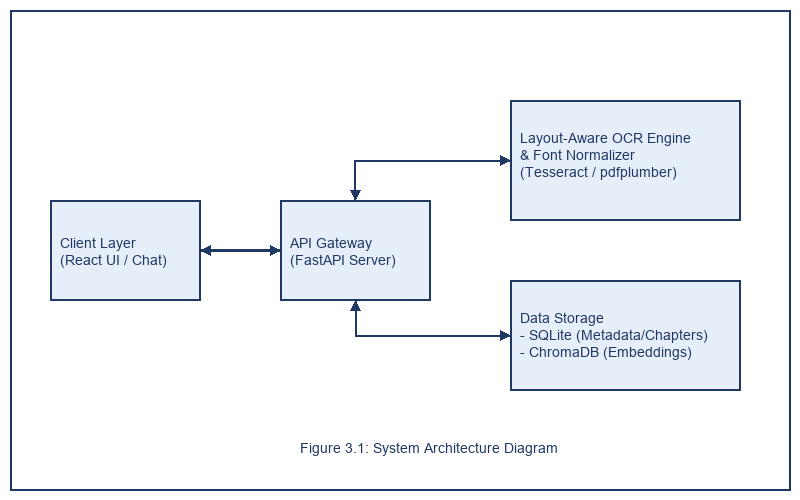 Layout-Aware OCR Engine
& Font Normalizer
(Tesseract / pdfplumber)
Client Layer
(React UI / Chat)
API Gateway
(FastAPI Server)
Data Storage
- SQLite (Metadata/Chapters)
- ChromaDB (Embeddings)
Figure 3.1: System Architecture Diagram